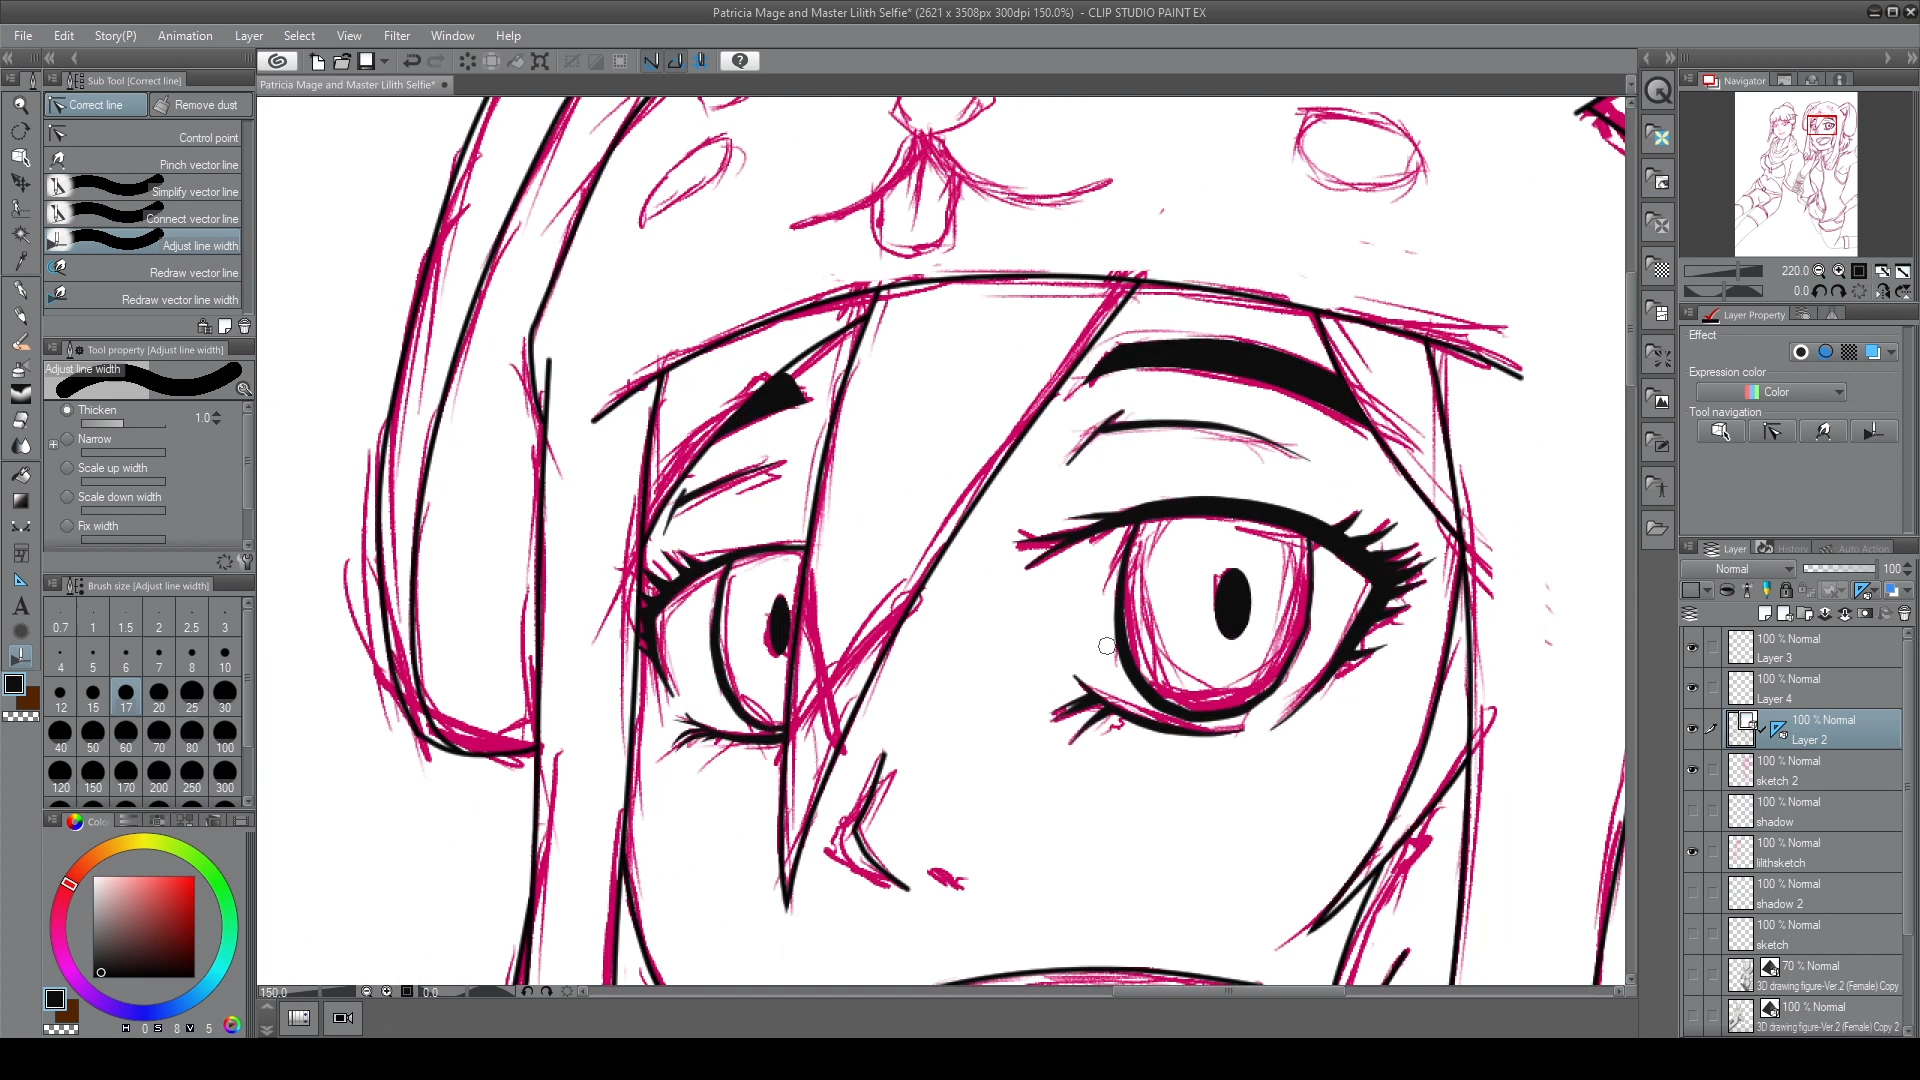 Patricia Mage and Master Lilith Selfie* (2621 x 3508px 300dpi 150.0%) - CLIP STUDIO PAINT EX
File Edit Story(P) Animation Layer Select View Filter Window Help
Sub Tool [Correct line]
Correct line Remove dust
Control point
Pinch vector line
Simplify vector line
Connect vector line
Adjust line width
Redraw vector line
Redraw vector line width
Tool property [Adjust line width]
Adjust line width
Thicken 1.0
Narrow
Scale up width
Scale down width
Fix width
Brush size [Adjust line width]
0.7 1 1.5 2 2.5 3
4 5 6 7 8 10
12 15 17 20 25 30
40 50 60 70 80 100
120 150 170 200 250 300
Colo
H 0 S 8 V 5
Patricia Mage and Master Lilith Selfie*
150.0 0.0
Navigator
220.0
0.0
Layer Property
Effect
Expression color
Color
Tool navigation
Layer History Auto Action
Normal 100
100 % Normal
Layer 3
100 % Normal
Layer 4
100 % Normal
Layer 2
100 % Normal
sketch 2
100 % Normal
shadow
100 % Normal
lilithsketch
100 % Normal
shadow 2
100 % Normal
sketch
70 % Normal
3D drawing figure-Ver.2 (Female) Copy
100 % Normal
3D drawing figure-Ver.2 (Female) Copy 2